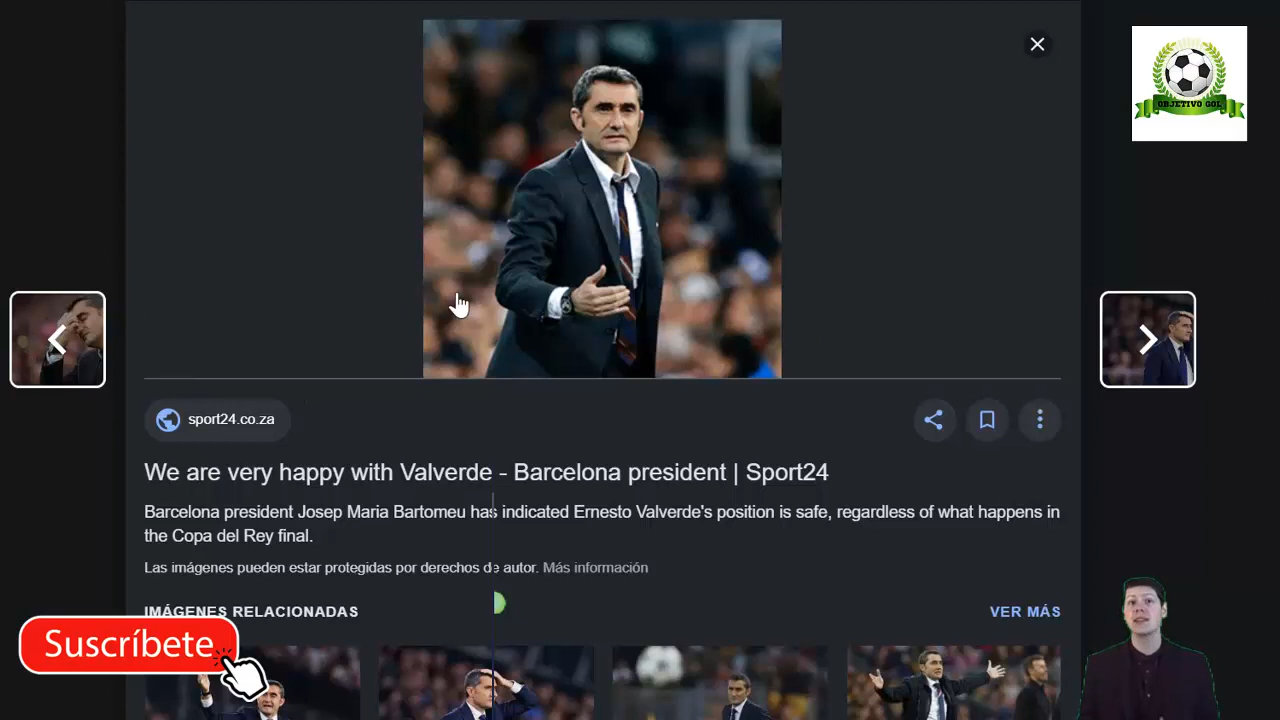 OBJETIVO GOL
sport24.co.za
We are very happy with Valverde - Barcelona president | Sport24
Barcelona president Josep Maria Bartomeu has indicated Ernesto Valverde's position is safe, regardless of what happens in
the Copa del Rey final.
Las imágenes pueden estar protegidas por derechos de autor. Más información
IMÁGENES RELACIONADAS
VER MÁS
Suscríbete